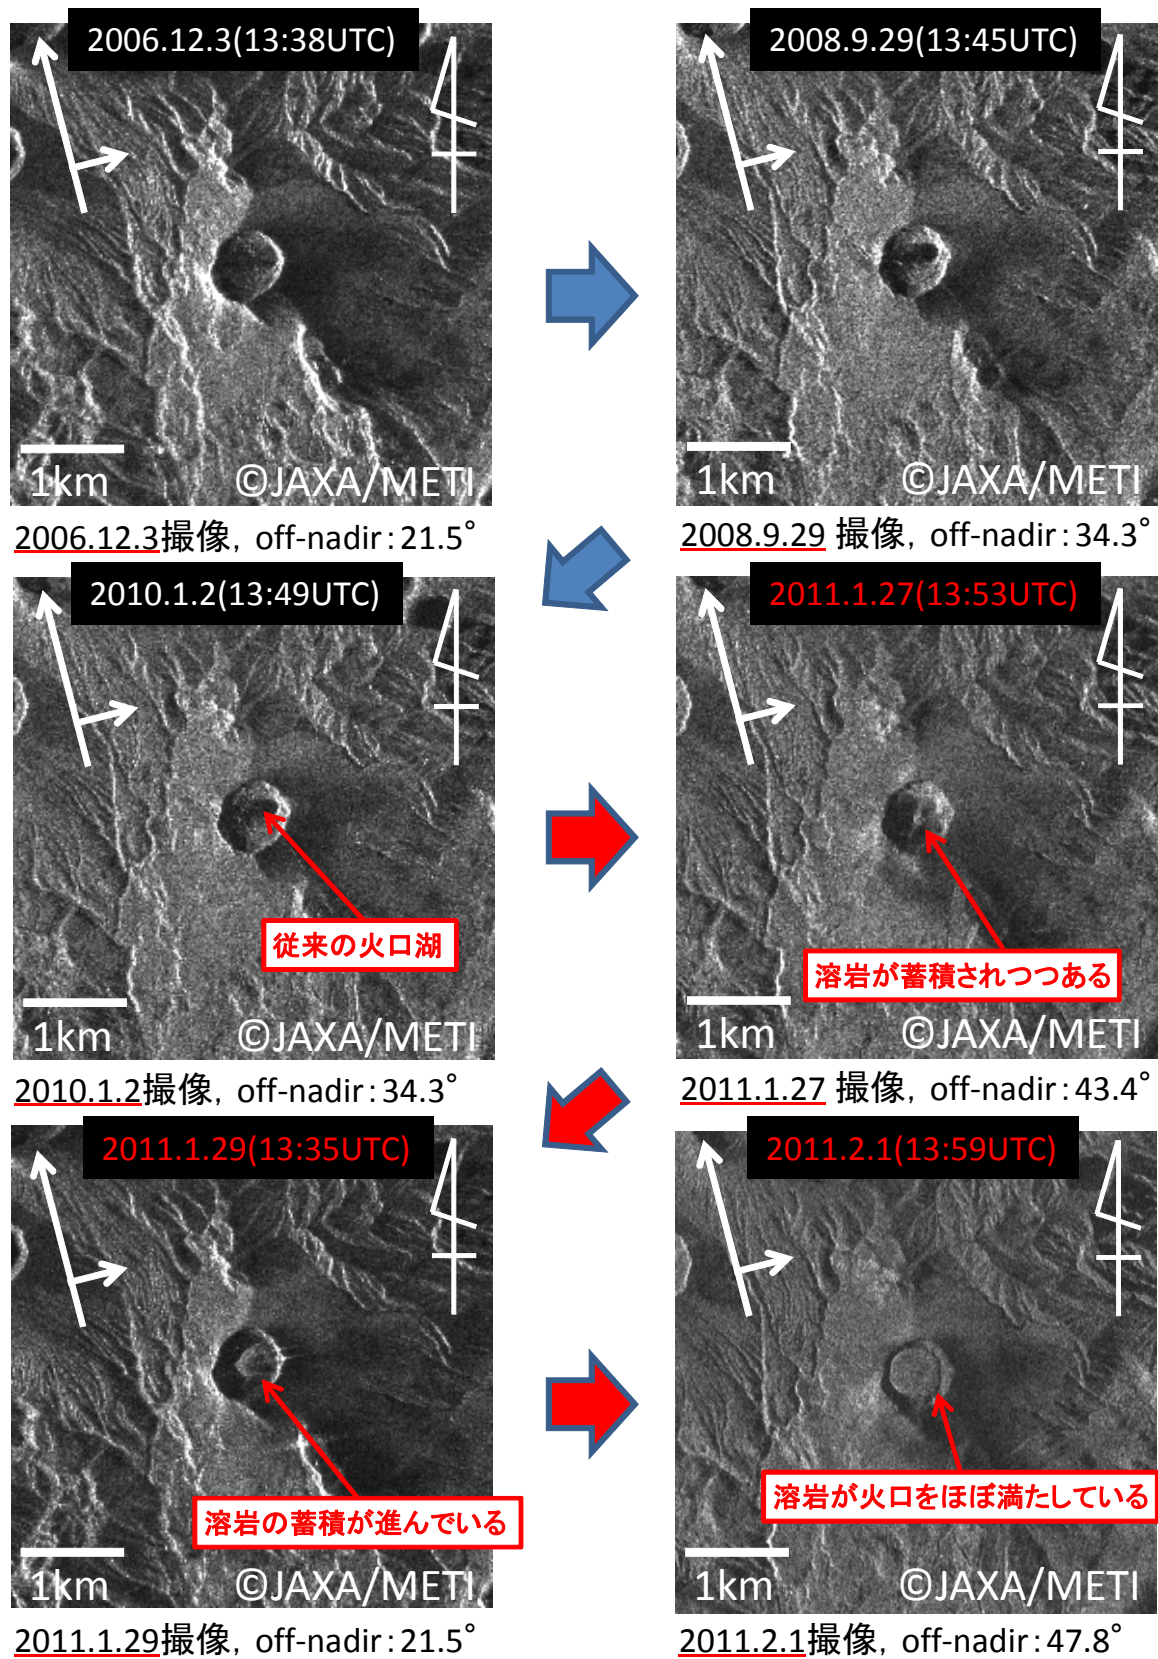 2006.12.3(13:38UTC)
1km
©JAXA/METI
2006.12.3撮像, off-nadir:21.5°
2008.9.29(13:45UTC)
1km
©JAXA/METI
2008.9.29 撮像, off-nadir:34.3°
2010.1.2(13:49UTC)
従来の火口湖
1km
©JAXA/METI
2010.1.2撮像, off-nadir:34.3°
2011.1.27(13:53UTC)
溶岩が蓄積されつつある
1km
©JAXA/METI
2011.1.27 撮像, off-nadir:43.4°
2011.1.29(13:35UTC)
溶岩の蓄積が進んでいる
1km
©JAXA/METI
2011.1.29撮像, off-nadir:21.5°
2011.2.1(13:59UTC)
溶岩が火口をほぼ満たしている
1km
©JAXA/METI
2011.2.1撮像, off-nadir:47.8°